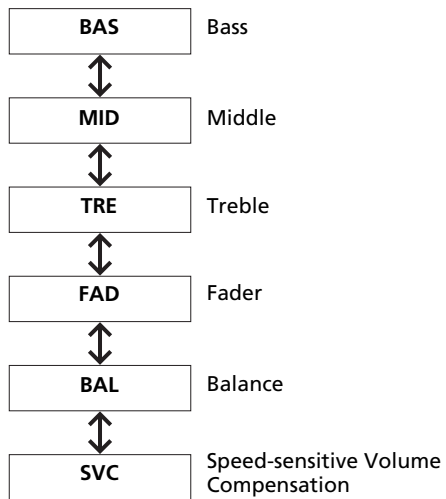 BAS Bass
MID Middle
TRE Treble
FAD Fader
BAL Balance
SVC Speed-sensitive Volume
Compensation